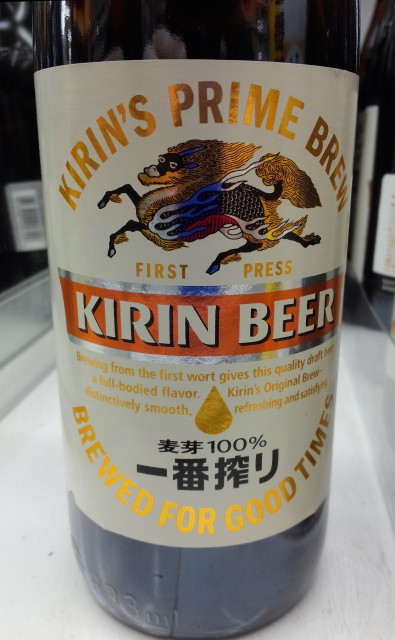 KIRIN'S PRIME BREW
FIRST PRESS
KIRIN BEER
Brewing from the first wort gives this quality draft beer
a full-bodied flavor. Kirin's Original Brew-
distinctively smooth, refreshing and satisfying.
麦芽100%
一番搾り
BREWED FOR GOOD TIMES
633ml